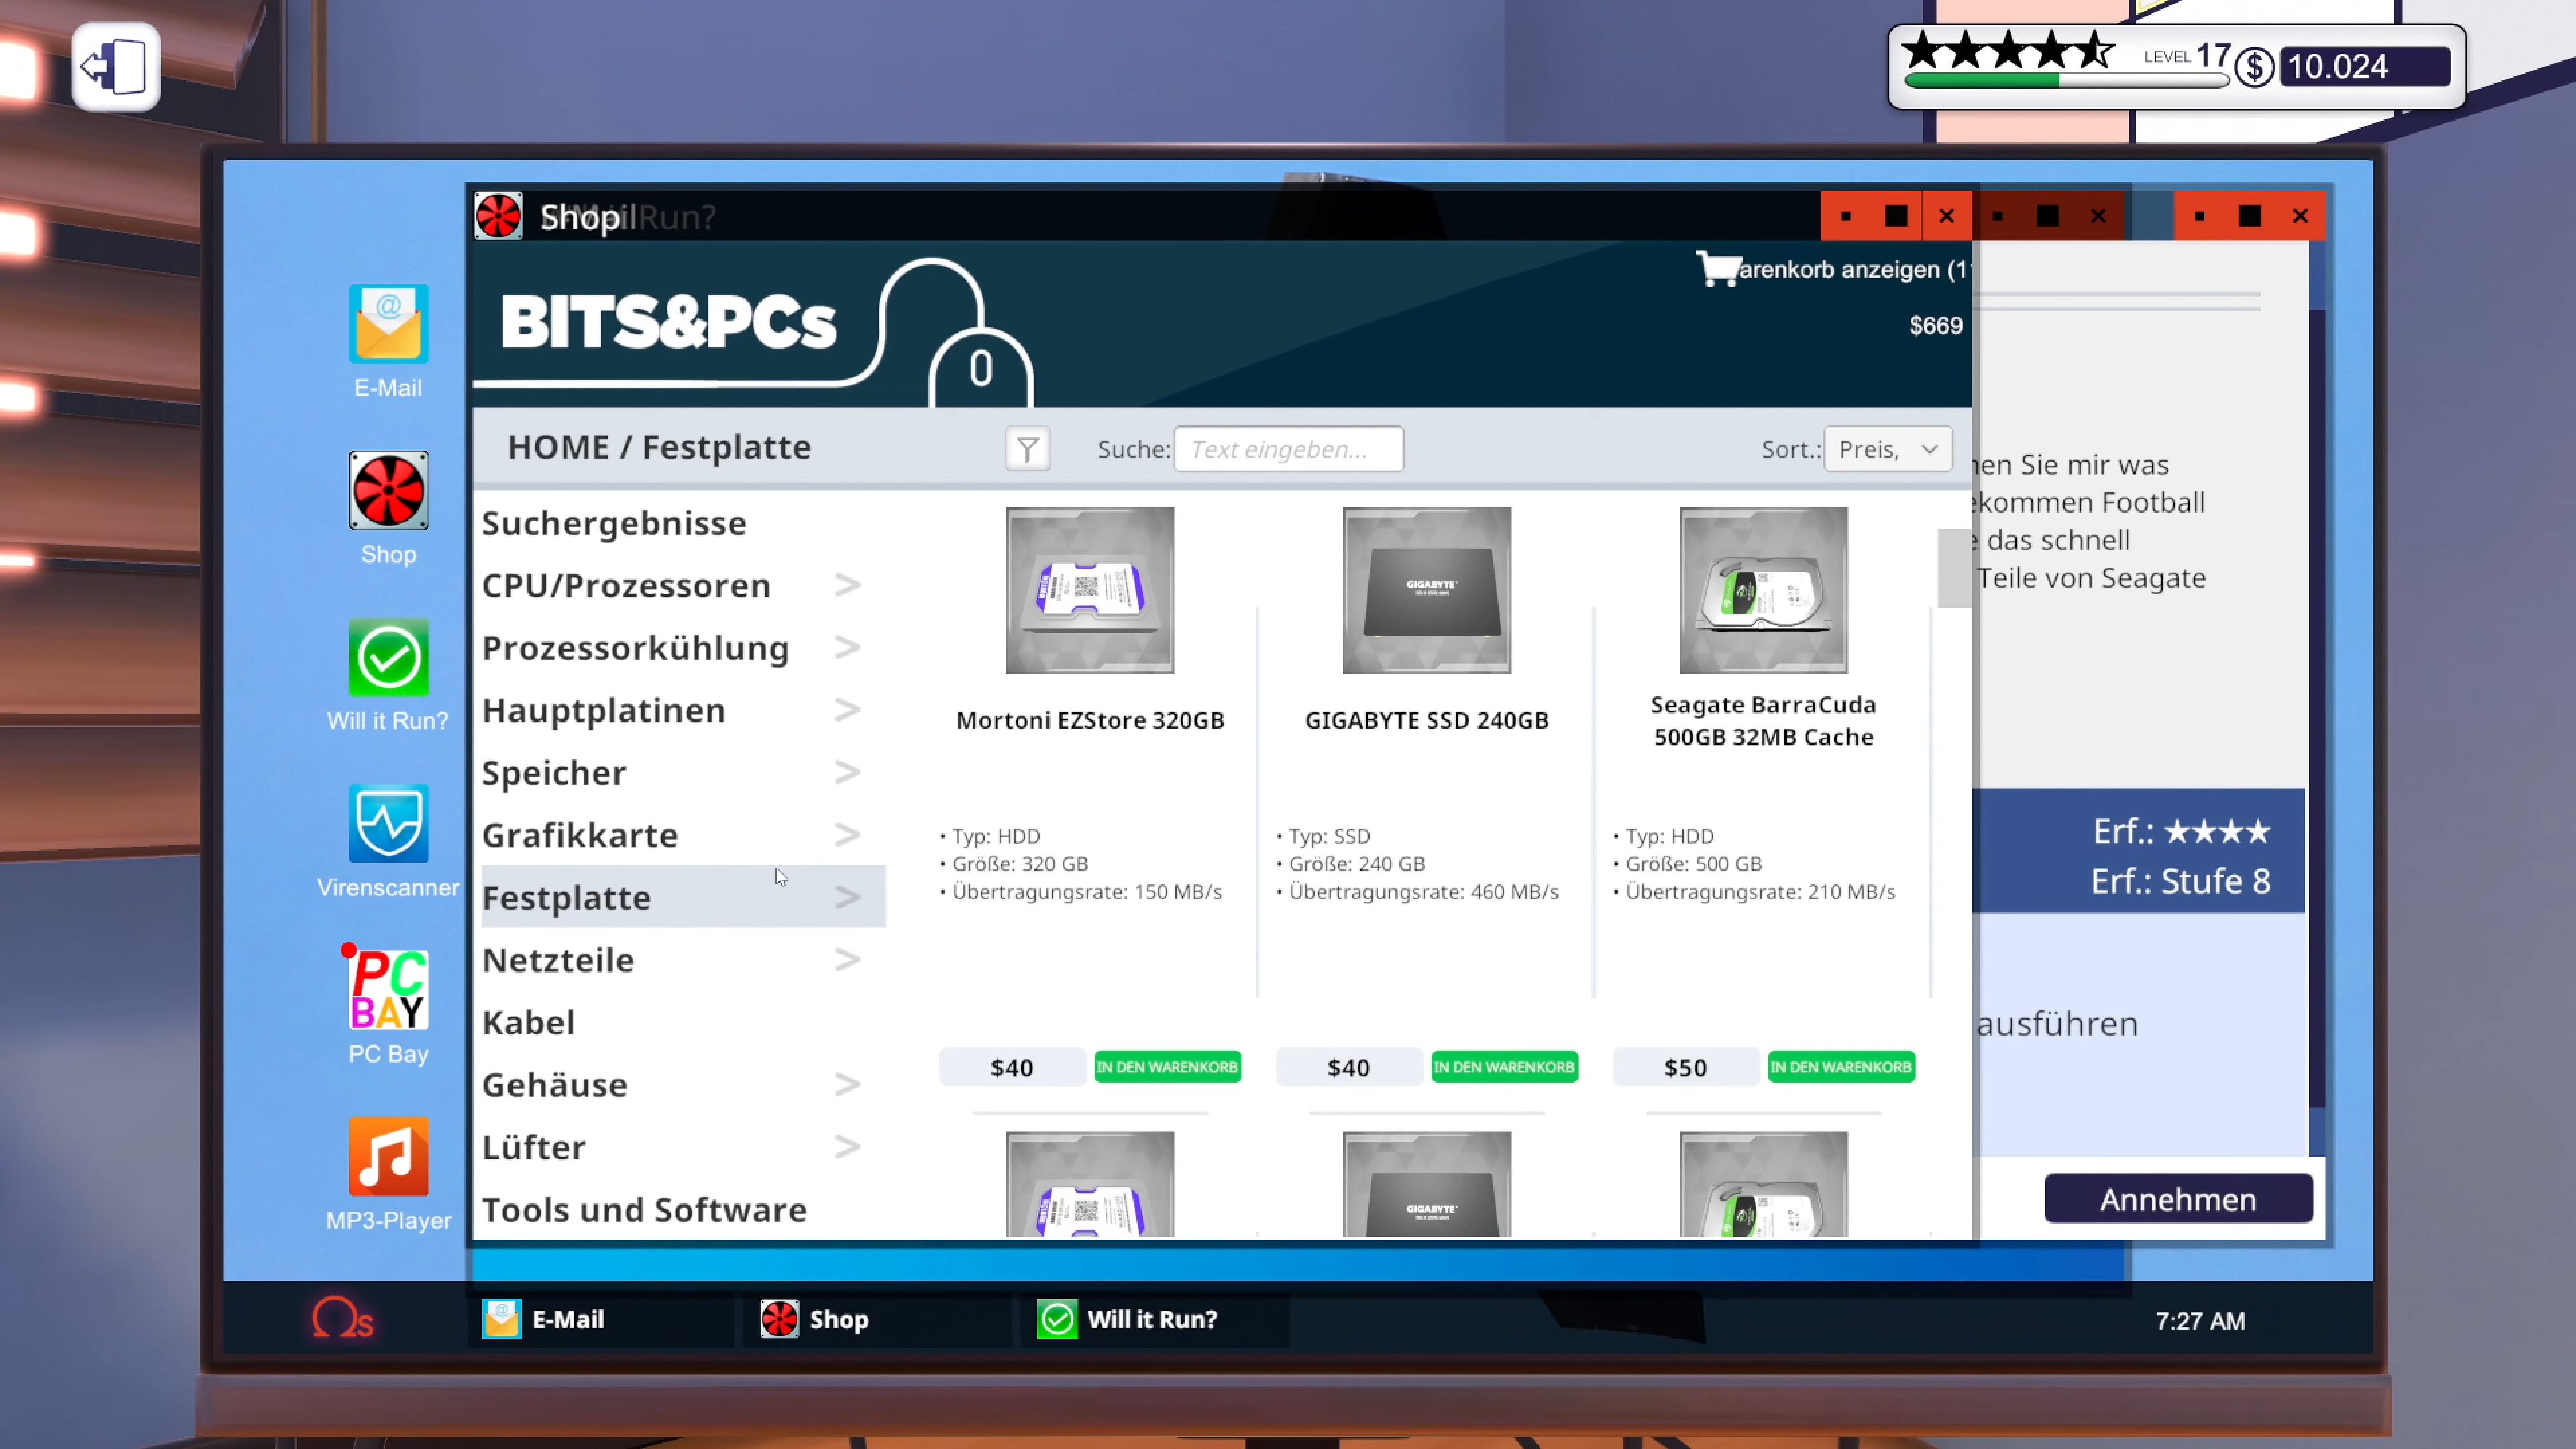 LEVEL 17
$ 10.024
Shop
Run?
arenkorb anzeigen (1
BITS&PCs
$669
HOME / Festplatte
Suche:
Text eingeben...
Sort.:
Preis,
Suchergebnisse
CPU/Prozessoren >
Prozessorkühlung >
Hauptplatinen >
Speicher >
Grafikkarte >
Festplatte >
Netzteile >
Kabel
Gehäuse >
Lüfter >
Tools und Software
GIGABYTE
Mortoni EZStore 320GB
• Typ: HDD
• Größe: 320 GB
• Übertragungsrate: 150 MB/s
$40
IN DEN WARENKORB
GIGABYTE SSD 240GB
• Typ: SSD
• Größe: 240 GB
• Übertragungsrate: 460 MB/s
$40
IN DEN WARENKORB
Seagate BarraCuda
500GB 32MB Cache
• Typ: HDD
• Größe: 500 GB
• Übertragungsrate: 210 MB/s
$50
IN DEN WARENKORB
GIGABYTE
en Sie mir was
ekommen Football
e das schnell
Teile von Seagate
Erf.: ★★★★
Erf.: Stufe 8
ausführen
Annehmen
E-Mail
Shop
Will it Run?
Virenscanner
PC
BAY
PC Bay
MP3-Player
Ωs
E-Mail
Shop
Will it Run?
7:27 AM